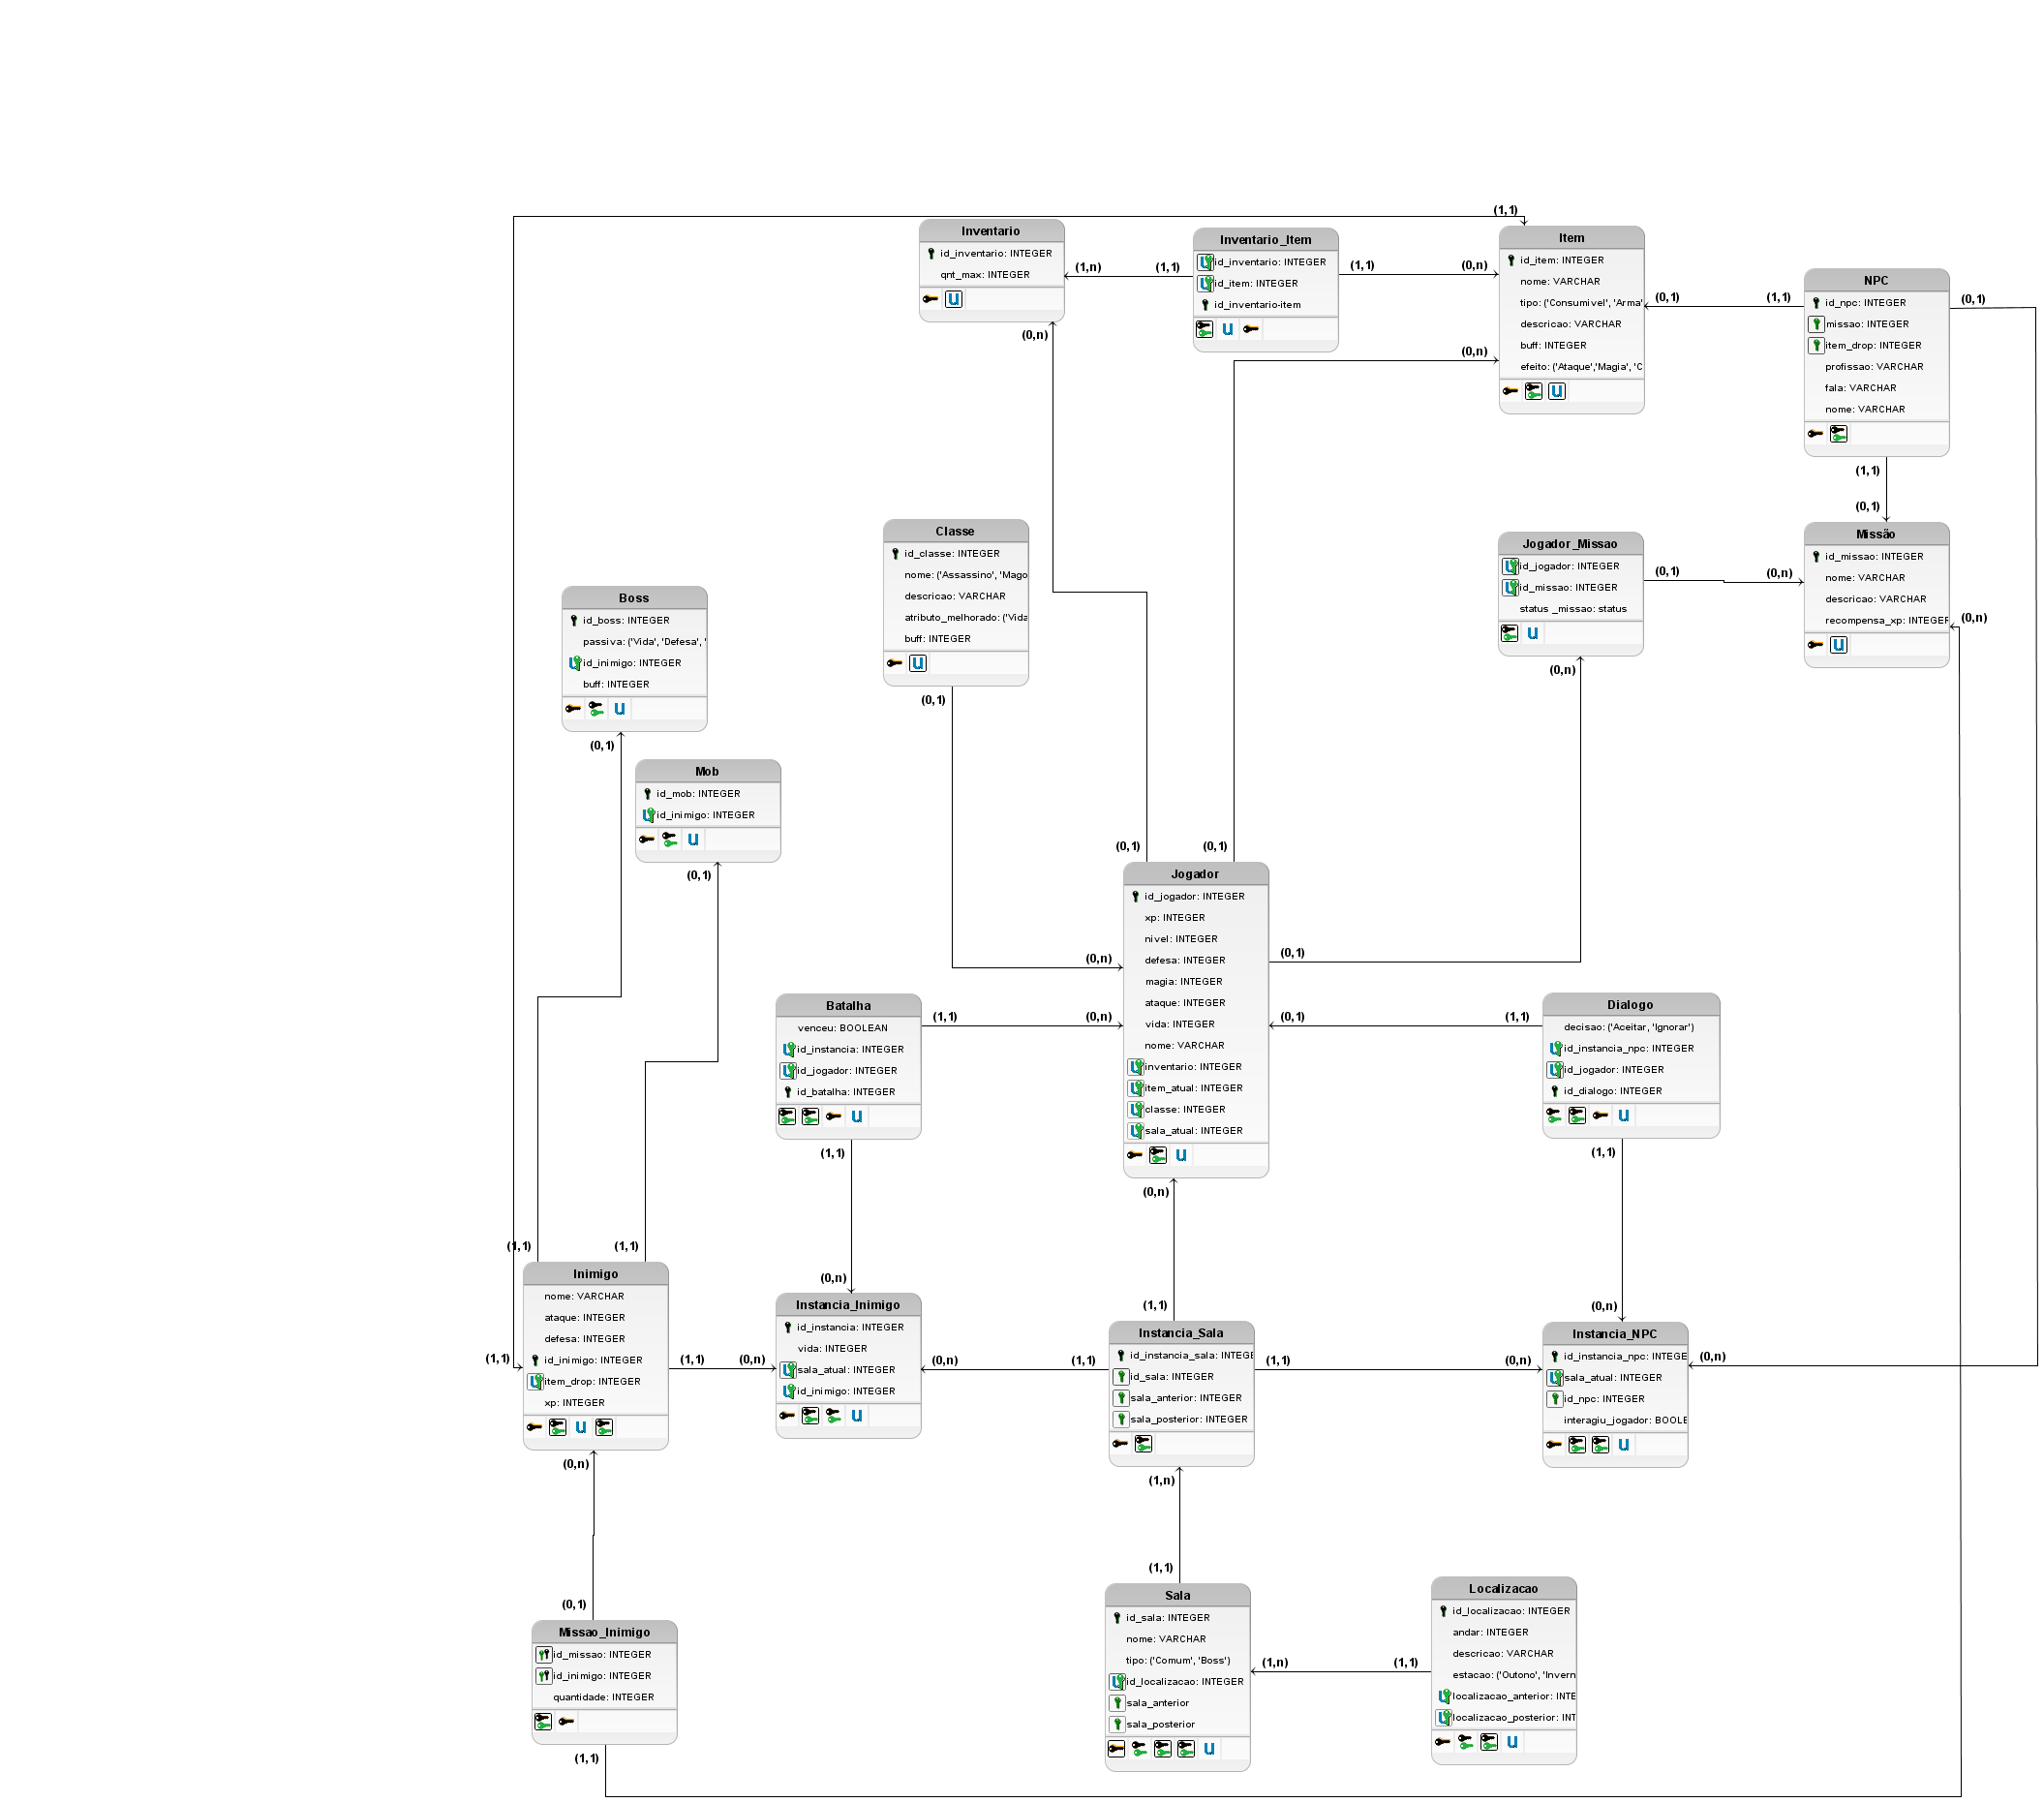 (1,1)
Inventario
id_inventario: INTEGER
qnt_max: INTEGER
(1,n)
(1,1)
(0,n)
Inventario_Item
id_inventario: INTEGER
id_item: INTEGER
id_inventario-item
(1,1)
(0,n)
Item
id_item: INTEGER
nome: VARCHAR
tipo: ('Consumivel', 'Arma'
descricao: VARCHAR
buff: INTEGER
efeito: ('Ataque','Magia', 'C
(0,n)
(0,1)
(1,1)
NPC
id_npc: INTEGER
missao: INTEGER
item_drop: INTEGER
profissao: VARCHAR
fala: VARCHAR
nome: VARCHAR
(0,1)
(1,1)
(0,1)
Classe
id_classe: INTEGER
nome: ('Assassino', 'Mago
descricao: VARCHAR
atributo_melhorado: ('Vida
buff: INTEGER
(0,1)
Jogador_Missao
id_jogador: INTEGER
id_missao: INTEGER
status _missao: status
(0,1)
(0,n)
(0,n)
Missão
id_missao: INTEGER
nome: VARCHAR
descricao: VARCHAR
recompensa_xp: INTEGER
(0,n)
Boss
id_boss: INTEGER
passiva: ('Vida', 'Defesa', '
id_inimigo: INTEGER
buff: INTEGER
(0,1)
Mob
id_mob: INTEGER
id_inimigo: INTEGER
(0,1)
(0,1)
(0,1)
Jogador
id_jogador: INTEGER
xp: INTEGER
nivel: INTEGER
defesa: INTEGER
magia: INTEGER
ataque: INTEGER
vida: INTEGER
nome: VARCHAR
inventario: INTEGER
item_atual: INTEGER
classe: INTEGER
sala_atual: INTEGER
(0,n)
(0,1)
(0,n)
Batalha
venceu: BOOLEAN
id_instancia: INTEGER
id_jogador: INTEGER
id_batalha: INTEGER
(1,1)
(0,n)
(1,1)
(0,n)
Dialogo
decisao: ('Aceitar, 'Ignorar')
id_instancia_npc: INTEGER
id_jogador: INTEGER
id_dialogo: INTEGER
(0,1)
(1,1)
(1,1)
(0,n)
(1,1)
(1,1)
(1,1)
Inimigo
nome: VARCHAR
ataque: INTEGER
defesa: INTEGER
id_inimigo: INTEGER
item_drop: INTEGER
xp: INTEGER
(1,1)
(0,n)
(0,n)
Instancia_Inimigo
id_instancia: INTEGER
vida: INTEGER
sala_atual: INTEGER
id_inimigo: INTEGER
(0,n)
(1,1)
(1,1)
Instancia_Sala
id_instancia_sala: INTEGE
id_sala: INTEGER
sala_anterior: INTEGER
sala_posterior: INTEGER
(1,1)
(0,n)
(1,n)
Instancia_NPC
id_instancia_npc: INTEGE
sala_atual: INTEGER
id_npc: INTEGER
interagiu_jogador: BOOLE
(0,n)
(0,1)
Missao_Inimigo
id_missao: INTEGER
id_inimigo: INTEGER
quantidade: INTEGER
(1,1)
(1,1)
Sala
id_sala: INTEGER
nome: VARCHAR
tipo: ('Comum', 'Boss')
id_localizacao: INTEGER
sala_anterior
sala_posterior
(1,n)
(1,1)
Localizacao
id_localizacao: INTEGER
andar: INTEGER
descricao: VARCHAR
estacao: ('Outono', 'Invern
localizacao_anterior: INTE
localizacao_posterior: INT